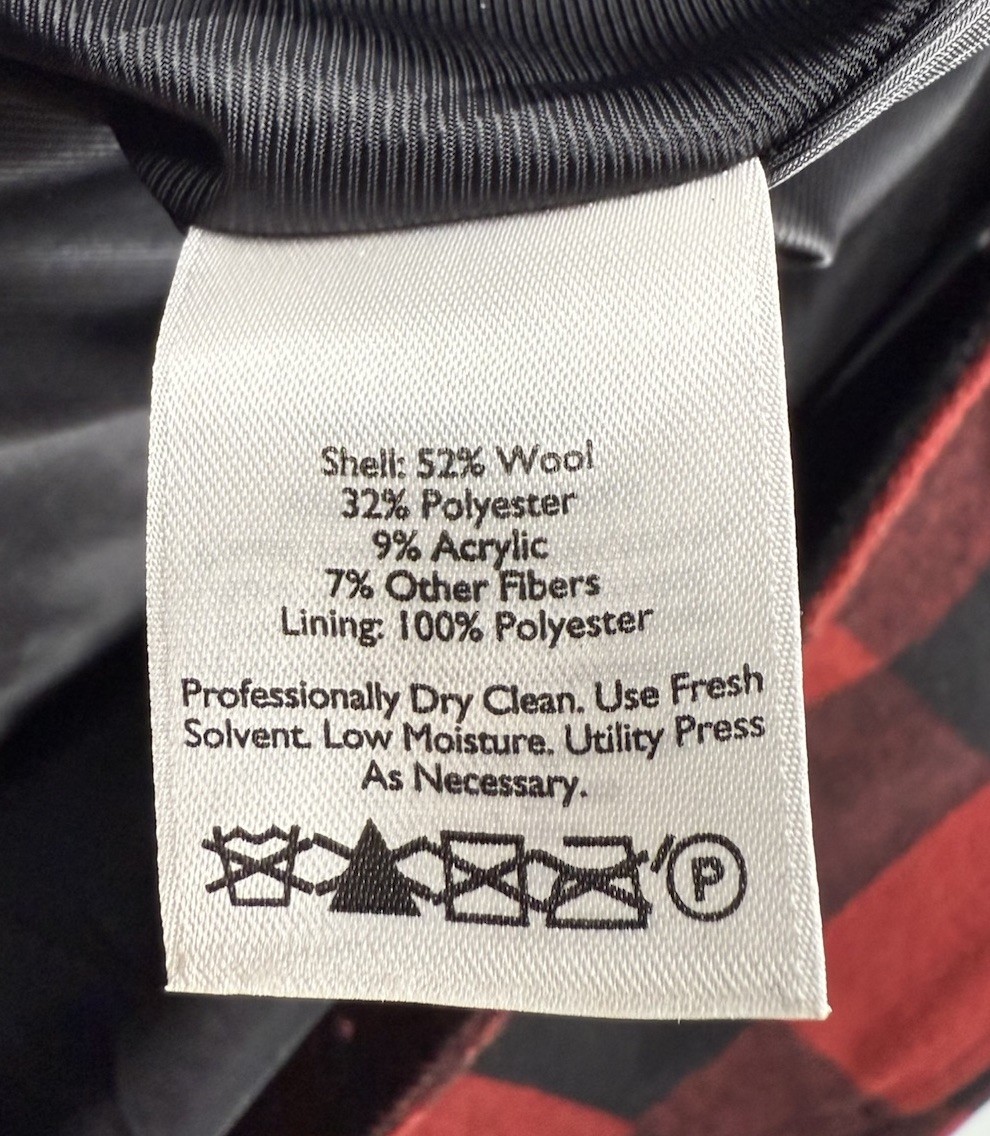 Shell: 52% Wool
32% Polyester
9% Acrylic
7% Other Fibers
Lining: 100% Polyester
Professionally Dry Clean. Use Fresh
Solvent. Low Moisture. Utility Press
As Necessary.
P